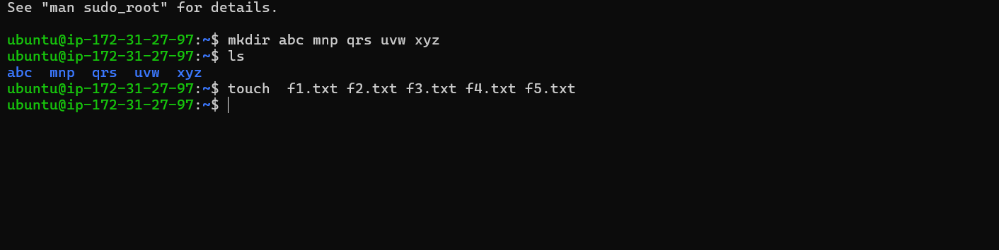 See "man sudo_root" for details.
ubuntu@ip-172-31-27-97:~$ mkdir abc mnp qrs uvw xyz
ubuntu@ip-172-31-27-97:~$ ls
abc  mnp  qrs  uvw  xyz
ubuntu@ip-172-31-27-97:~$ touch  f1.txt f2.txt f3.txt f4.txt f5.txt
ubuntu@ip-172-31-27-97:~$